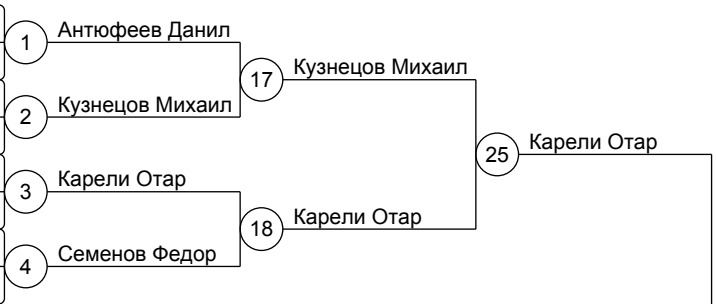 1 Антюфеев Данил
17 Кузнецов Михаил
2 Кузнецов Михаил
25 Карели Отар
3 Карели Отар
18 Карели Отар
4 Семенов Федор